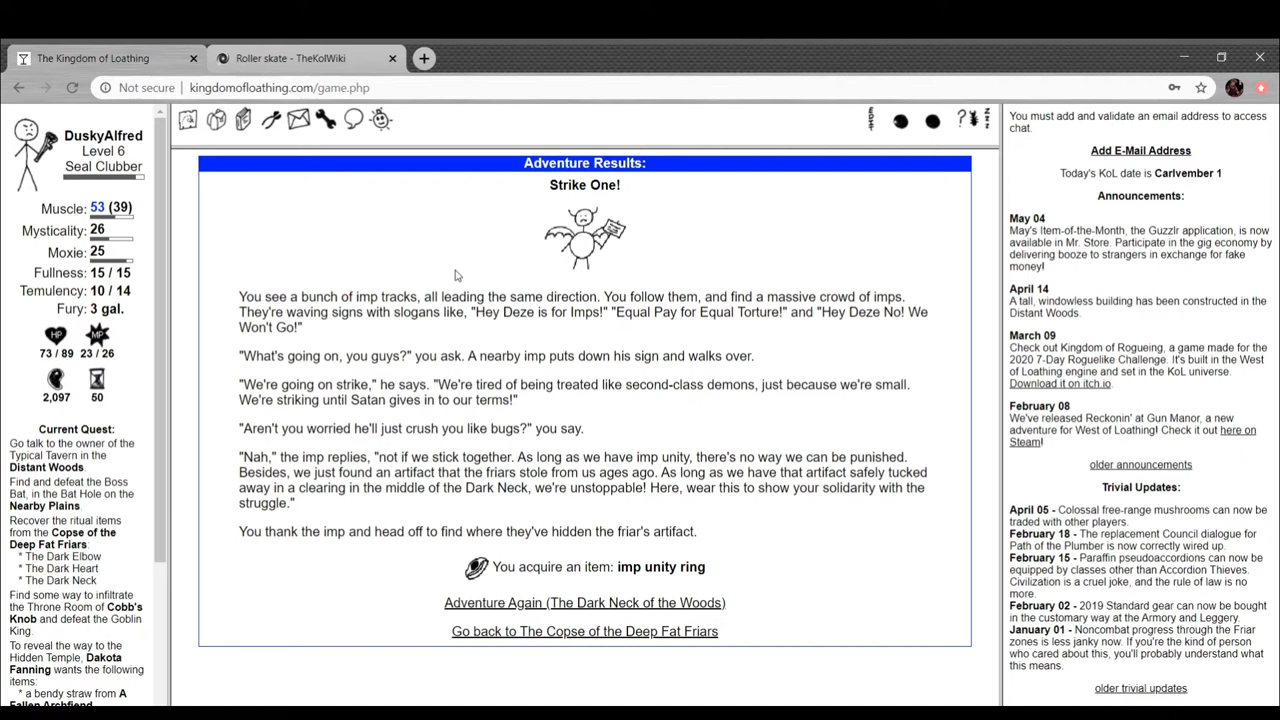 The Kingdom of Loathing
Roller skate - TheKolWiki
Not secure | kingdomofloathing.com/game.php
DuskyAlfred
Level 6
Seal Clubber
Muscle: 53 (39)
Mysticality: 26
Moxie: 25
Fullness: 15 / 15
Temulency: 10 / 14
Fury: 3 gal.
HP MP
73 / 89 23 / 26
2,097 50
Current Quest:
Go talk to the owner of the
Typical Tavern in the
Distant Woods.
Find and defeat the Boss
Bat, in the Bat Hole on the
Nearby Plains.
Recover the ritual items
from the Copse of the
Deep Fat Friars:
* The Dark Elbow
* The Dark Heart
* The Dark Neck
Find some way to infiltrate
the Throne Room of Cobb's
Knob and defeat the Goblin
King.
To reveal the way to the
Hidden Temple, Dakota
Fanning wants the following
items:
* a bendy straw from A
Fallen Archfiend
Adventure Results:
Strike One!
You see a bunch of imp tracks, all leading the same direction. You follow them, and find a massive crowd of imps.
They're waving signs with slogans like, "Hey Deze is for Imps!" "Equal Pay for Equal Torture!" and "Hey Deze No! We
Won't Go!"
"What's going on, you guys?" you ask. A nearby imp puts down his sign and walks over.
"We're going on strike," he says. "We're tired of being treated like second-class demons, just because we're small.
We're striking until Satan gives in to our terms!"
"Aren't you worried he'll just crush you like bugs?" you say.
"Nah," the imp replies, "not if we stick together. As long as we have imp unity, there's no way we can be punished.
Besides, we just found an artifact that the friars stole from us ages ago. As long as we have that artifact safely tucked
away in a clearing in the middle of the Dark Neck, we're unstoppable! Here, wear this to show your solidarity with the
struggle."
You thank the imp and head off to find where they've hidden the friar's artifact.
You acquire an item: imp unity ring
Adventure Again (The Dark Neck of the Woods)
Go back to The Copse of the Deep Fat Friars
You must add and validate an email address to access
chat.
Add E-Mail Address
Today's KoL date is Carlvember 1
Announcements:
May 04
May's Item-of-the-Month, the Guzzlr application, is now
available in Mr. Store. Participate in the gig economy by
delivering booze to strangers in exchange for fake
money!
April 14
A tall, windowless building has been constructed in the
Distant Woods.
March 09
Check out Kingdom of Rogueing, a game made for the
2020 7-Day Roguelike Challenge. It's built in the West
of Loathing engine and set in the KoL universe.
Download it on itch.io.
February 08
We've released Reckonin' at Gun Manor, a new
adventure for West of Loathing! Check it out here on
Steam!
older announcements
Trivial Updates:
April 05 - Colossal free-range mushrooms can now be
traded with other players.
February 18 - The replacement Council dialogue for
Path of the Plumber is now correctly wired up.
February 15 - Paraffin pseudoaccordions can now be
equipped by classes other than Accordion Thieves.
Civilization is a cruel joke, and the rule of law is no
more.
February 02 - 2019 Standard gear can now be bought
in the customary way at the Armory and Leggery.
January 01 - Noncombat progress through the Friar
zones is less janky now. If you're the kind of person
who cared about this, you'll probably understand what
this means.
older trivial updates